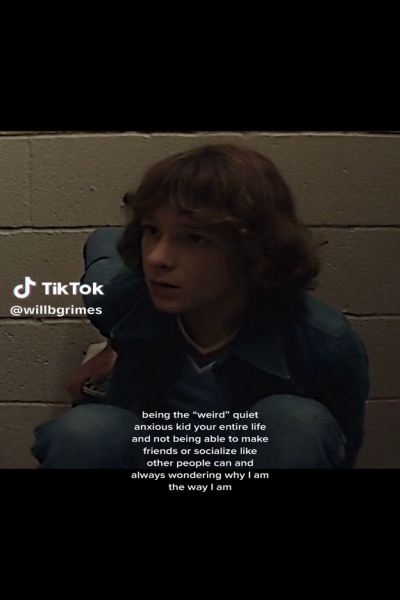 TikTok
@willbgrimes
being the “weird” quiet
anxious kid your entire life
and not being able to make
friends or socialize like
other people can and
always wondering why I am
the way I am